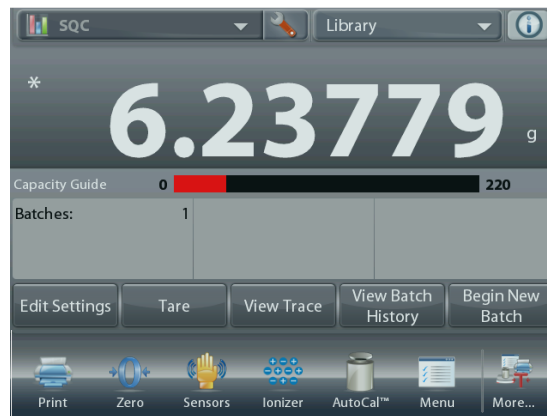 SQC
Library
*
6.23779 g
Capacity Guide 0 220
Batches: 1
Edit Settings
Tare
View Trace
View Batch
History
Begin New
Batch
Print
Zero
Sensors
Ionizer
AutoCal™
Menu
More...